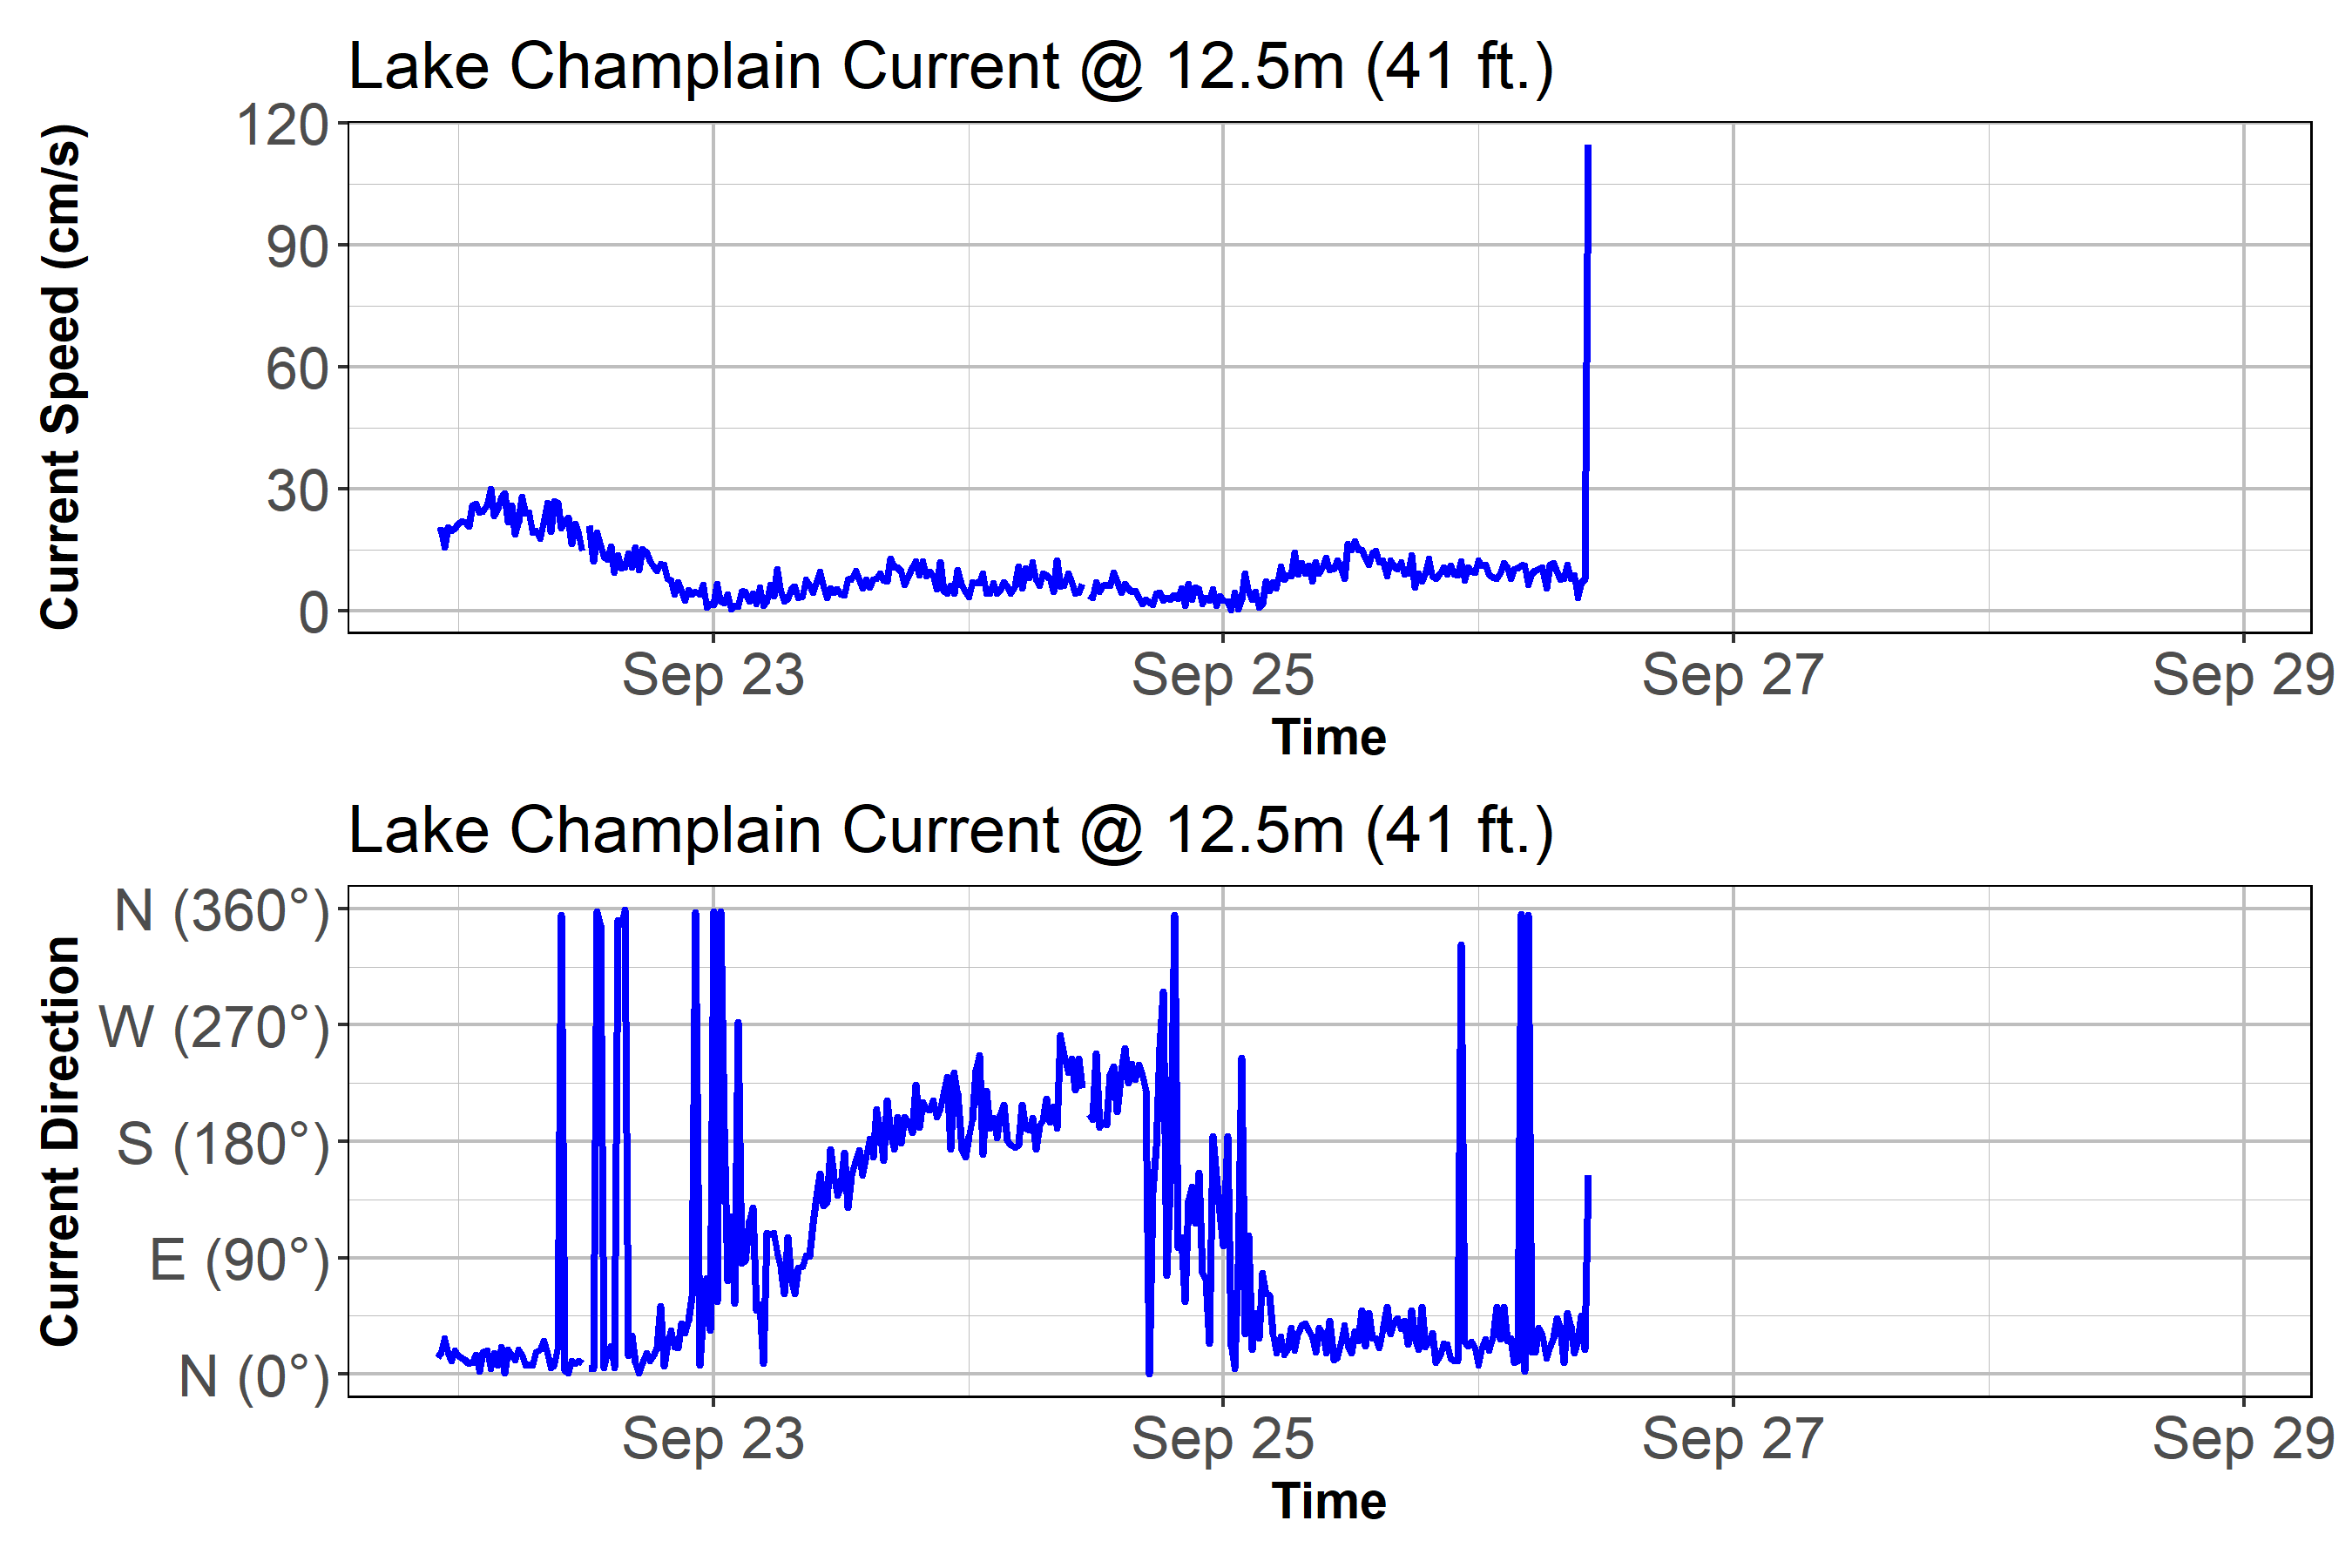 Lake Champlain Current @ 12.5m (41 ft.)
Current Speed (cm/s)
120
90
60
30
0
Sep 23 Sep 25 Sep 27 Sep 29
Time
Lake Champlain Current @ 12.5m (41 ft.)
Current Direction
N (360°)
W (270°)
S (180°)
E (90°)
N (0°)
Sep 23 Sep 25 Sep 27 Sep 29
Time